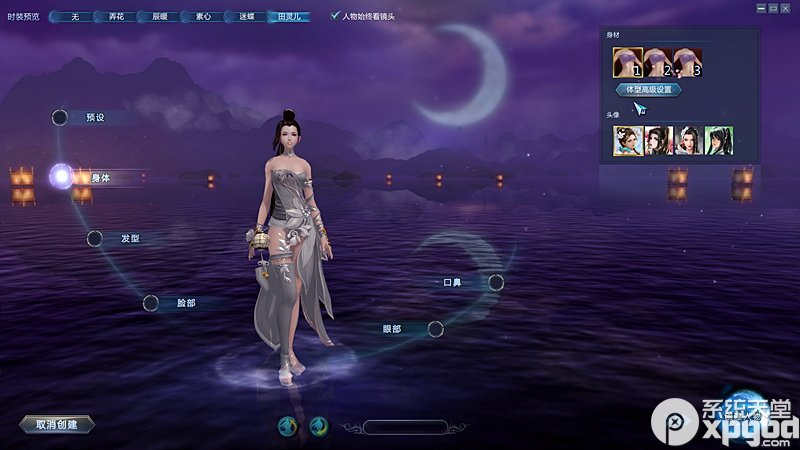 时装预览 无 弄花 辰暖 素心 迷蝶 田灵儿 人物始终看镜头
身材
1 2 3
体型高级设置
头像
预设
身体
发型
脸部
口鼻
眼部
取消创建
系统天堂
xpgod
.com